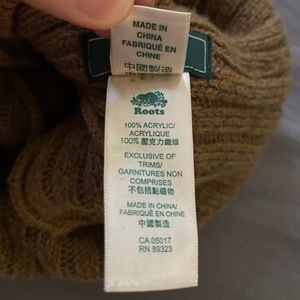 MADE IN
CHINA
FABRIQUÉ EN
CHINE
中國製造
Roots
100% ACRYLIC/
ACRYLIQUE
100% 壓克力纖維
EXCLUSIVE OF
TRIMS/
GARNITURES NON
COMPRISES
不包括點綴物
MADE IN CHINA/
FABRIQUÉ EN CHINE
中國製造
CA 05017
RN 89323